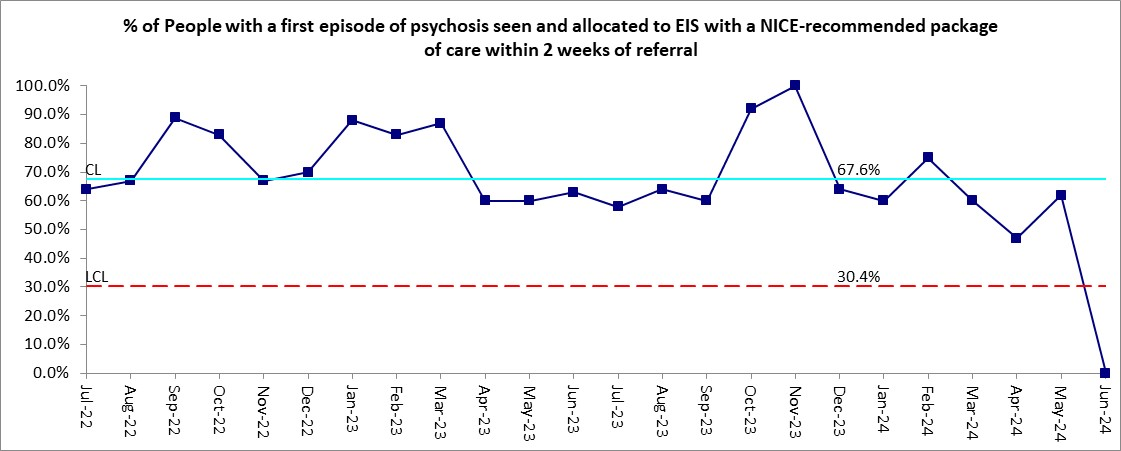 % of People with a first episode of psychosis seen and allocated to EIS with a NICE-recommended package
of care within 2 weeks of referral
100.0%
90.0%
80.0%
70.0%
60.0%
50.0%
40.0%
30.0%
20.0%
10.0%
0.0%
CL
67.6%
LCL
30.4%
Jul-22
Aug-22
Sep-22
Oct-22
Nov-22
Dec-22
Jan-23
Feb-23
Mar-23
Apr-23
May-23
Jun-23
Jul-23
Aug-23
Sep-23
Oct-23
Nov-23
Dec-23
Jan-24
Feb-24
Mar-24
Apr-24
May-24
Jun-24